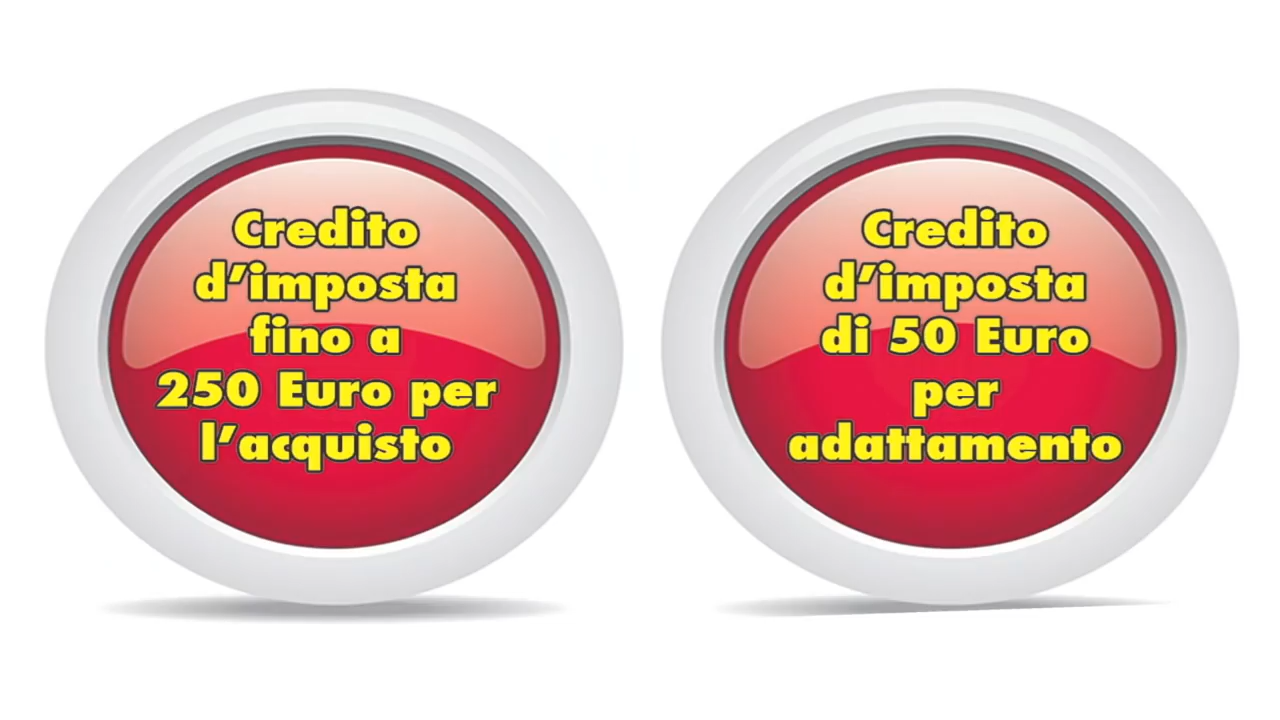 Credito
d’imposta
fino a
250 Euro per
l’acquisto
Credito
d’imposta
di 50 Euro
per
adattamento